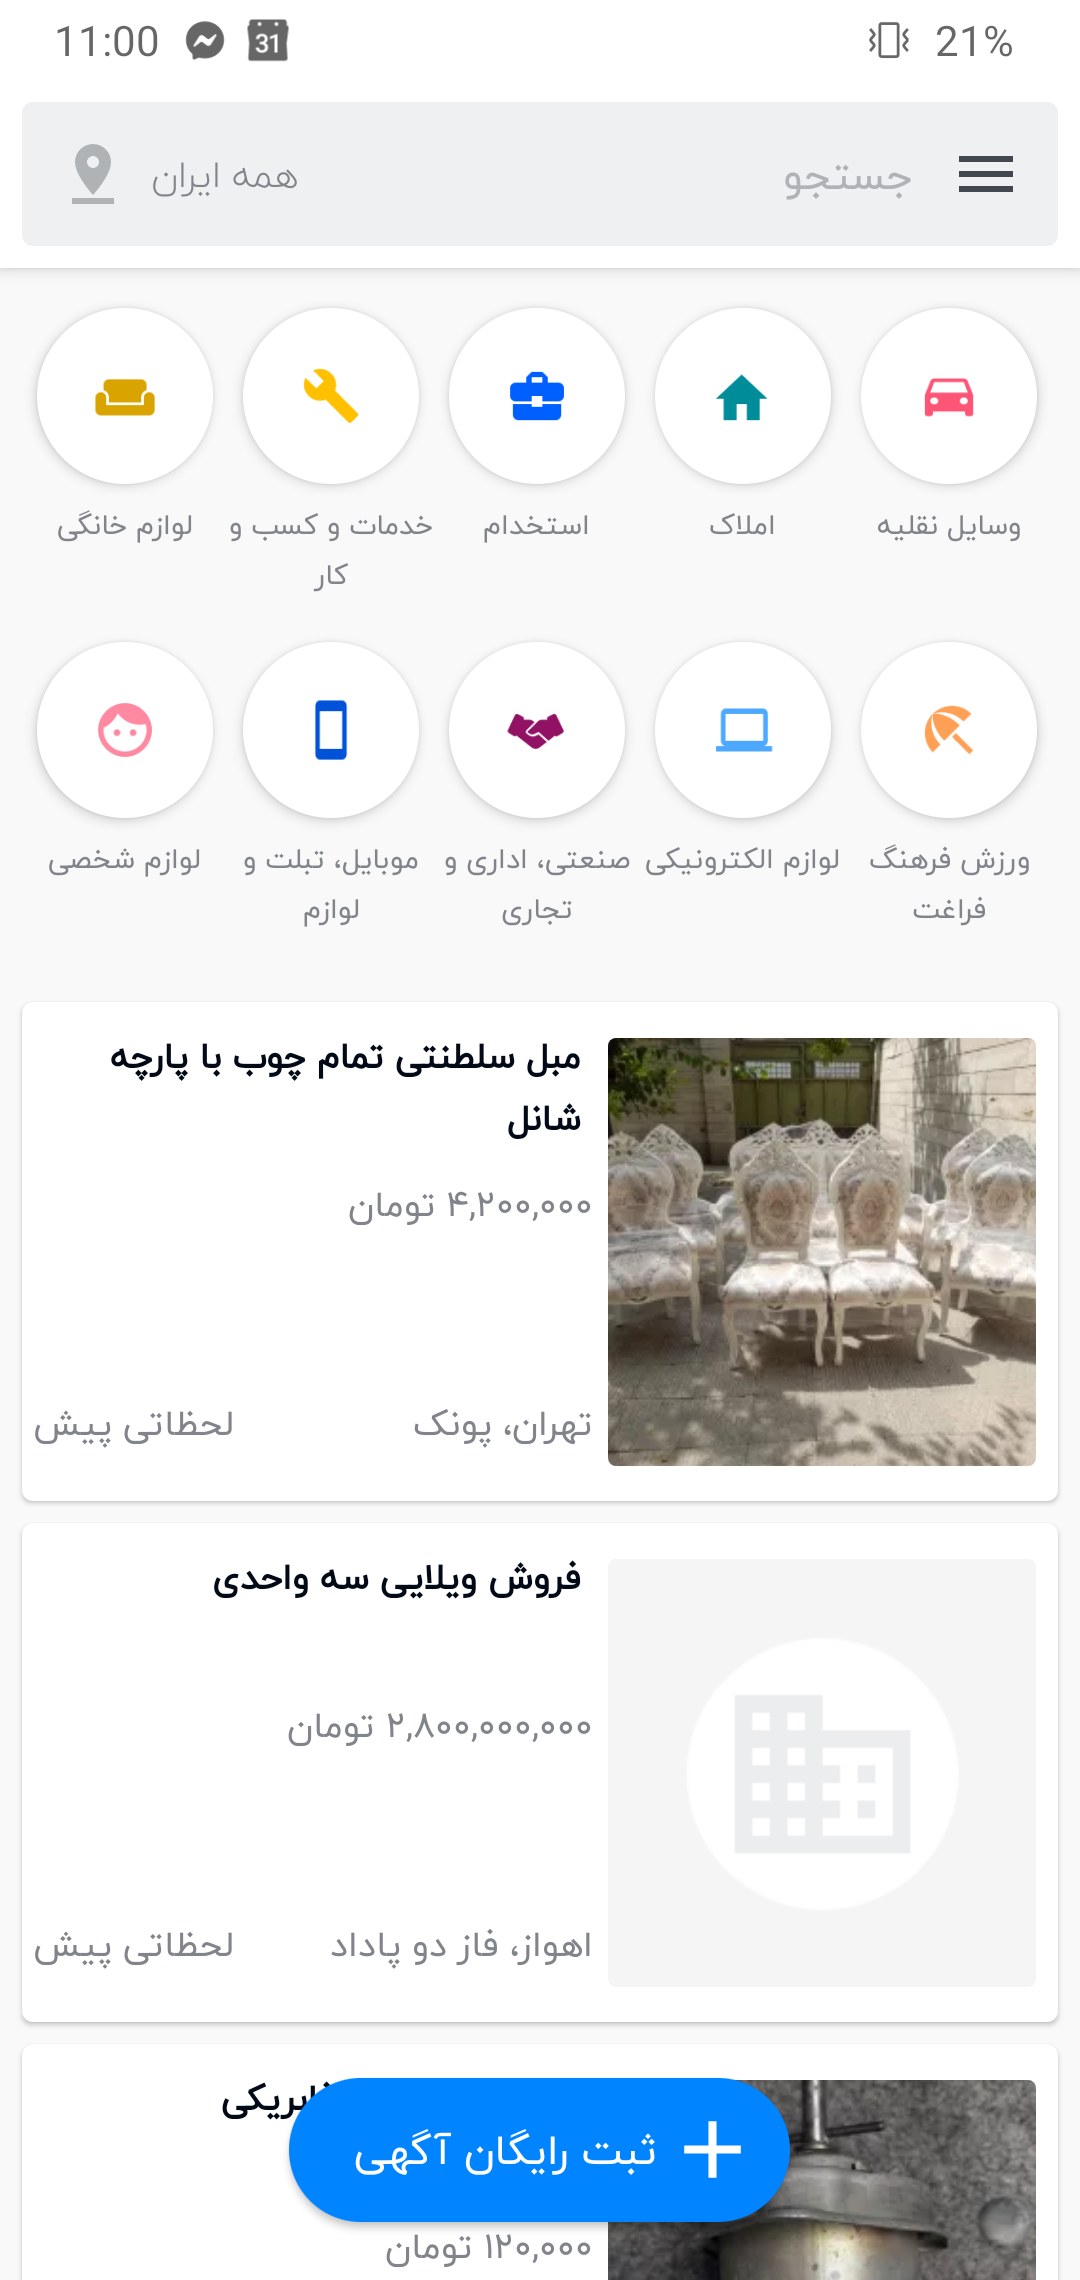 11:00
31
21%
جستجو
همه ایران
وسایل نقلیه
املاک
استخدام
خدمات و کسب و
کار
لوازم خانگی
ورزش فرهنگ
فراغت
لوازم الکترونیکی
صنعتی، اداری و
تجاری
موبایل، تبلت و
لوازم
لوازم شخصی
مبل سلطنتی تمام چوب با پارچه
شانل
۴,۲۰۰,۰۰۰ تومان
تهران، پونک
لحظاتی پیش
فروش ویلایی سه واحدی
۲,۸۰۰,۰۰۰,۰۰۰ تومان
اهواز، فاز دو پاداد
لحظاتی پیش
ثبت رایگان آگهی
۱۲۰,۰۰۰ تومان